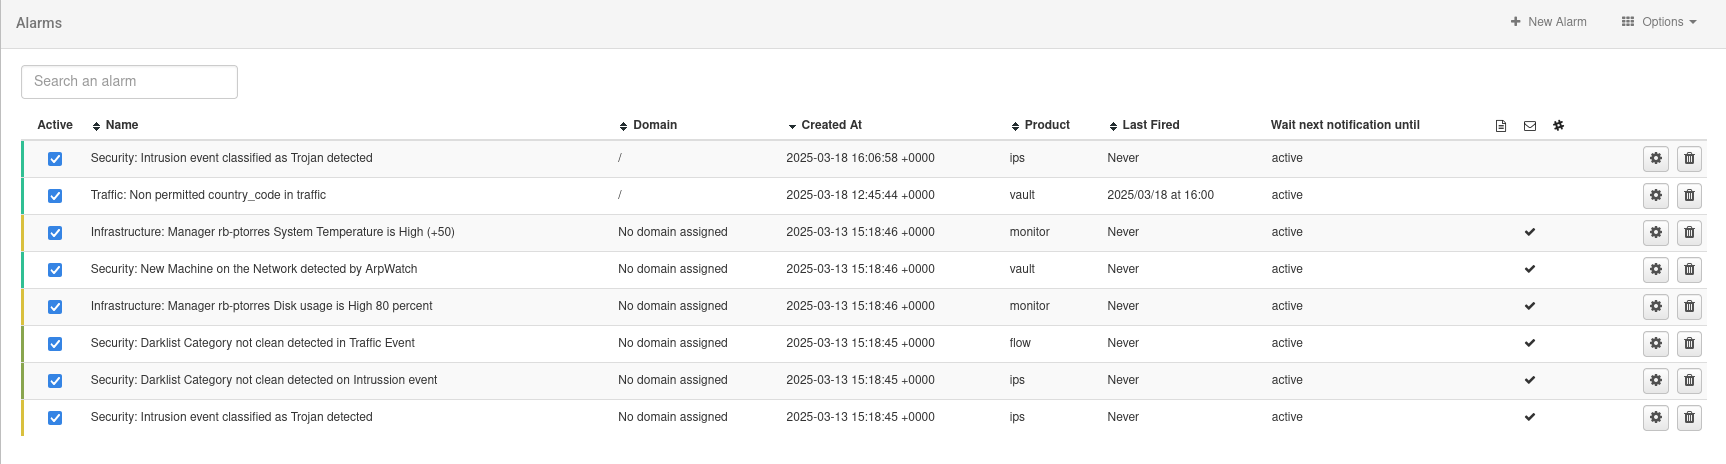 Alarms
New Alarm Options
Search an alarm
Active Name Domain Created At Product Last Fired Wait next notification until
Security: Intrusion event classified as Trojan detected / 2025-03-18 16:06:58 +0000 ips Never active
Traffic: Non permitted country_code in traffic / 2025-03-18 12:45:44 +0000 vault 2025/03/18 at 16:00 active
Infrastructure: Manager rb-ptorres System Temperature is High (+50) No domain assigned 2025-03-13 15:18:46 +0000 monitor Never active
Security: New Machine on the Network detected by ArpWatch No domain assigned 2025-03-13 15:18:46 +0000 vault Never active
Infrastructure: Manager rb-ptorres Disk usage is High 80 percent No domain assigned 2025-03-13 15:18:46 +0000 monitor Never active
Security: Darklist Category not clean detected in Traffic Event No domain assigned 2025-03-13 15:18:45 +0000 flow Never active
Security: Darklist Category not clean detected on Intrussion event No domain assigned 2025-03-13 15:18:45 +0000 ips Never active
Security: Intrusion event classified as Trojan detected No domain assigned 2025-03-13 15:18:45 +0000 ips Never active